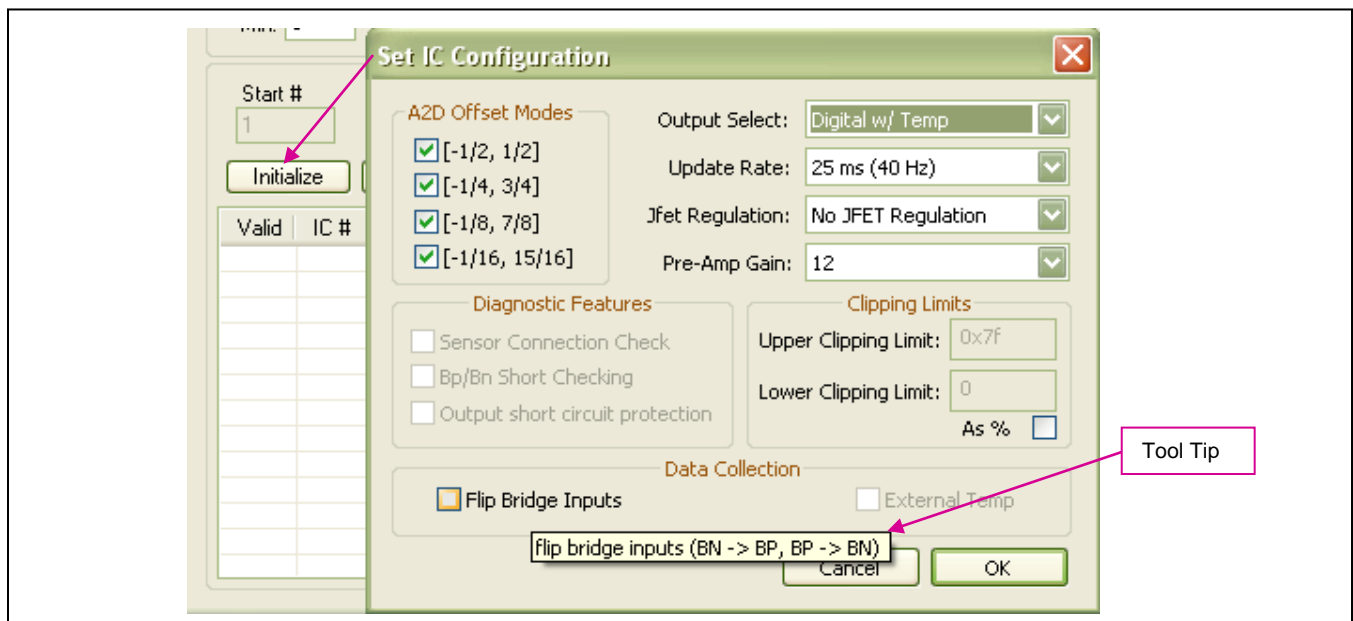 Set IC Configuration
Start #
1
Initialize
Valid IC #
A2D Offset Modes
[-1/2, 1/2]
[-1/4, 3/4]
[-1/8, 7/8]
[-1/16, 15/16]
Output Select: Digital w/ Temp
Update Rate: 25 ms (40 Hz)
Jfet Regulation: No JFET Regulation
Pre-Amp Gain: 12
Diagnostic Features
Sensor Connection Check
Bp/Bn Short Checking
Output short circuit protection
Clipping Limits
Upper Clipping Limit: 0x7f
Lower Clipping Limit: 0
As %
Data Collection
Flip Bridge Inputs
External Temp
flip bridge inputs (BN -> BP, BP -> BN)
Cancel
OK
Tool Tip